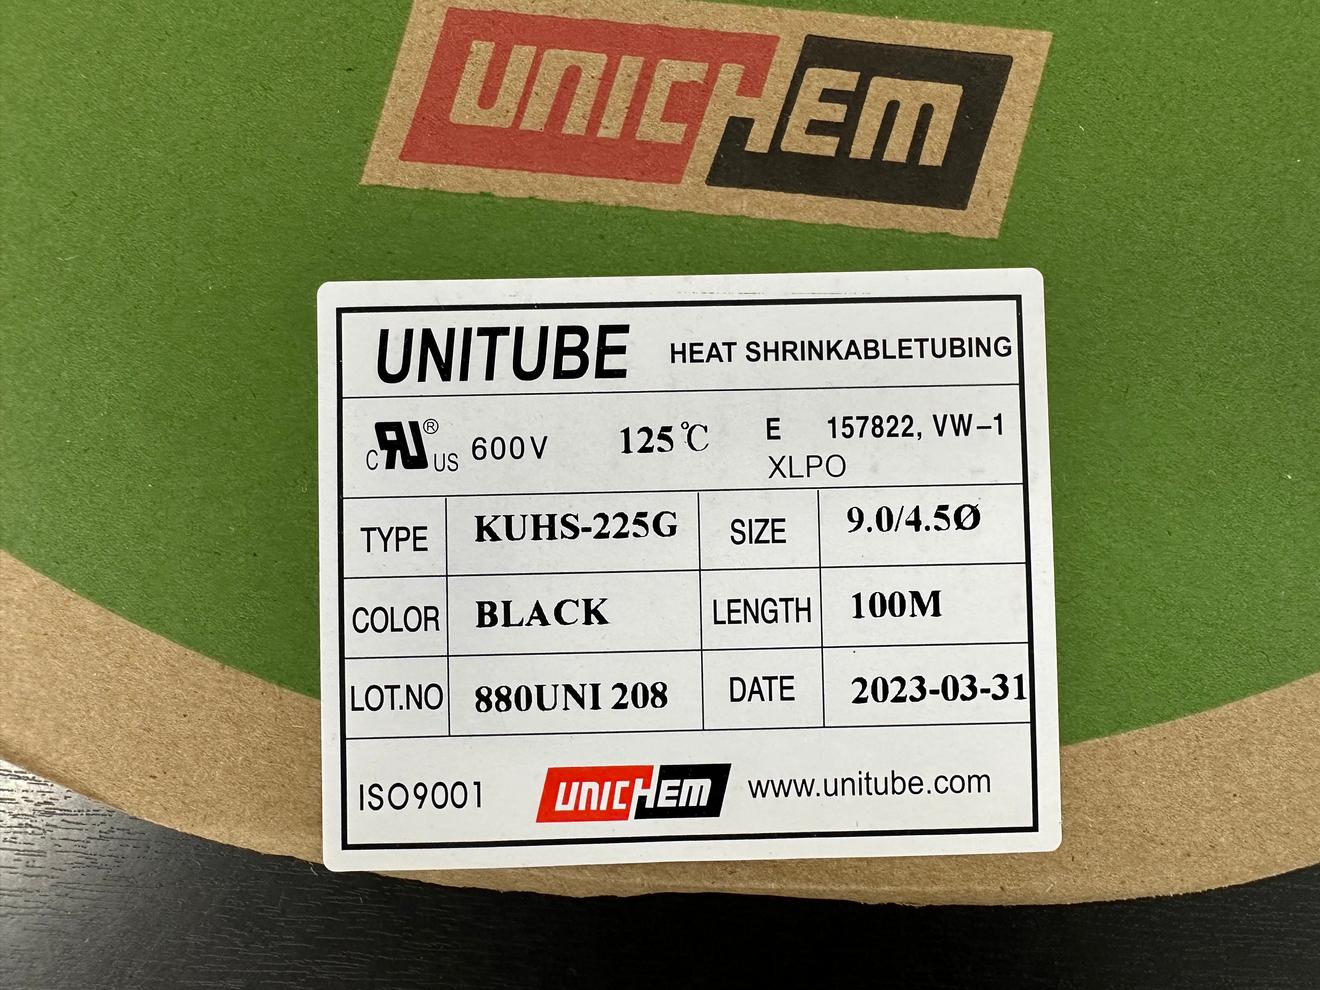 UNICHEM
UNITUBE HEAT SHRINKABLETUBING
C RU ® US 600V 125℃ E 157822, VW-1
XLPO
TYPE KUHS-225G SIZE 9.0/4.5Ø
COLOR BLACK LENGTH 100M
LOT.NO 880UNI 208 DATE 2023-03-31
ISO9001 UNICHEM www.unitube.com